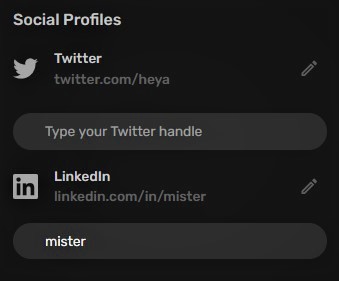 Social Profiles
Twitter
twitter.com/heya
Type your Twitter handle
LinkedIn
linkedin.com/in/mister
mister